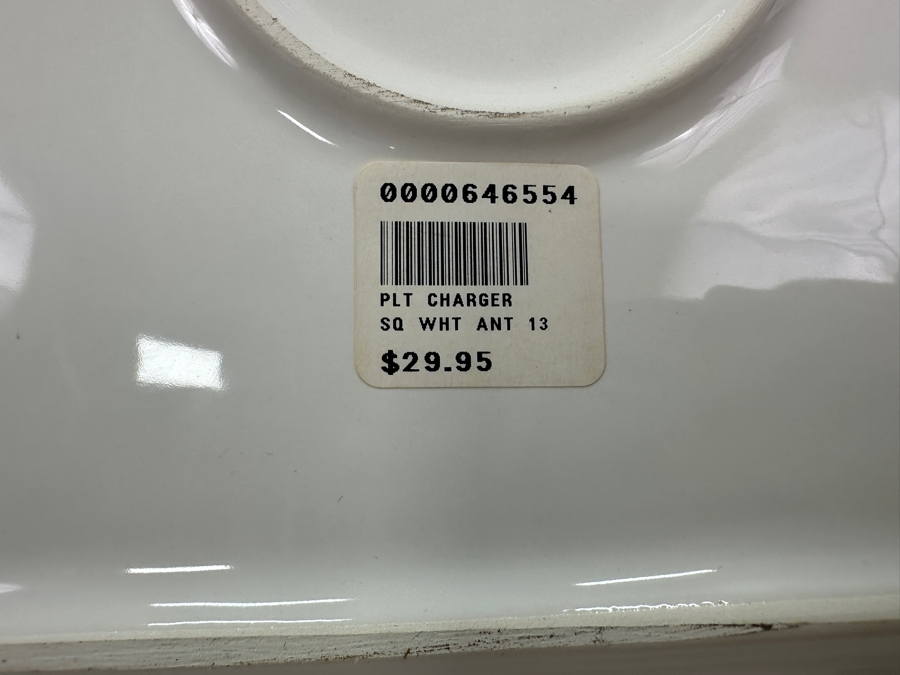 0000646554
PLT CHARGER
SQ WHT ANT 13
$29.95